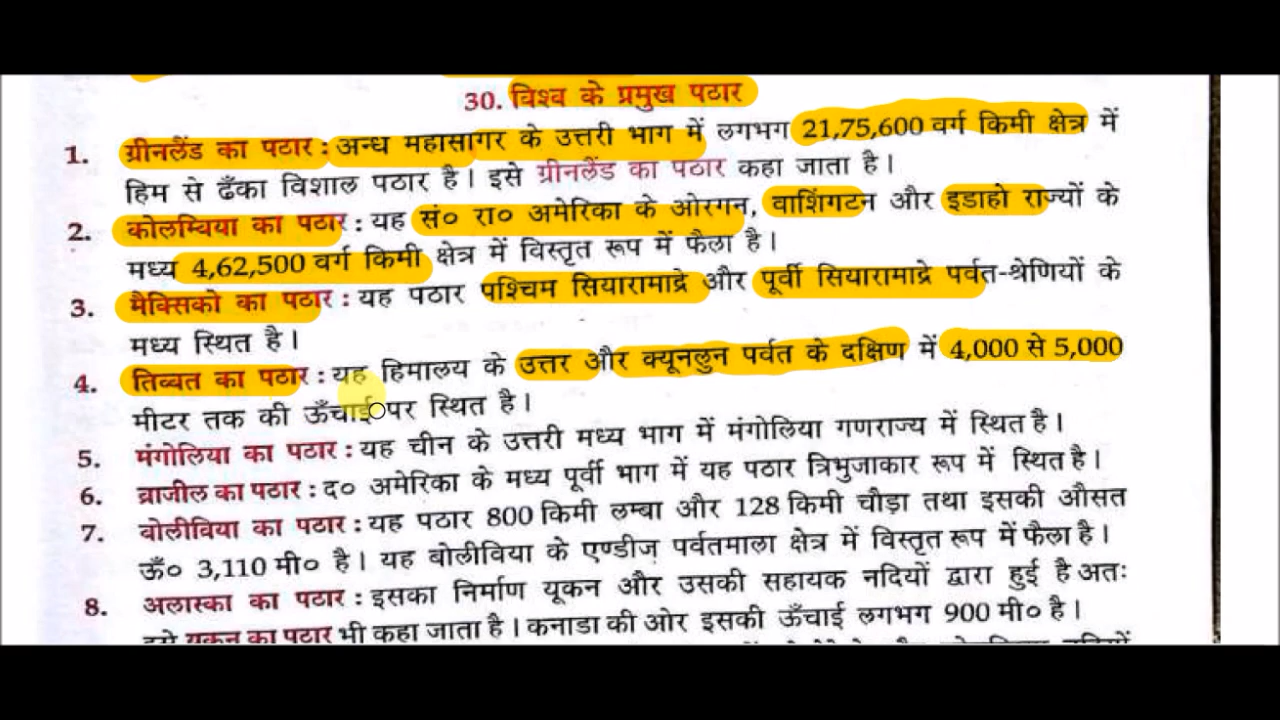 30. विश्व के प्रमुख पठार
1. ग्रीनलैंड का पठार : अन्ध महासागर के उत्तरी भाग में लगभग 21,75,600 वर्ग किमी क्षेत्र में
हिम से ढँका विशाल पठार है। इसे ग्रीनलैंड का पठार कहा जाता है।
2. कोलम्बिया का पठार : यह सं० रा० अमेरिका के ओरगन, वाशिंगटन और इडाहो राज्यों के
मध्य 4,62,500 वर्ग किमी क्षेत्र में विस्तृत रूप में फैला है।
3. मैक्सिको का पठार : यह पठार पश्चिम सियारामाद्रे और पूर्वी सियारामाद्रे पर्वत-श्रेणियों के
मध्य स्थित है।
4. तिब्बत का पठार : यह हिमालय के उत्तर और क्यूनलुन पर्वत के दक्षिण में 4,000 से 5,000
मीटर तक की ऊँचाई पर स्थित है।
5. मंगोलिया का पठार : यह चीन के उत्तरी मध्य भाग में मंगोलिया गणराज्य में स्थित है।
6. ब्राजील का पठार : द० अमेरिका के मध्य पूर्वी भाग में यह पठार त्रिभुजाकार रूप में स्थित है।
7. बोलीविया का पठार : यह पठार 800 किमी लम्बा और 128 किमी चौड़ा तथा इसकी औसत
ऊँ० 3,110 मी० है। यह बोलीविया के एण्डीज पर्वतमाला क्षेत्र में विस्तृत रूप में फैला है।
8. अलास्का का पठार : इसका निर्माण यूकन और उसकी सहायक नदियों द्वारा हुई है अतः
इसे यूकन का पठार भी कहा जाता है। कनाडा की ओर इसकी ऊँचाई लगभग 900 मी० है।